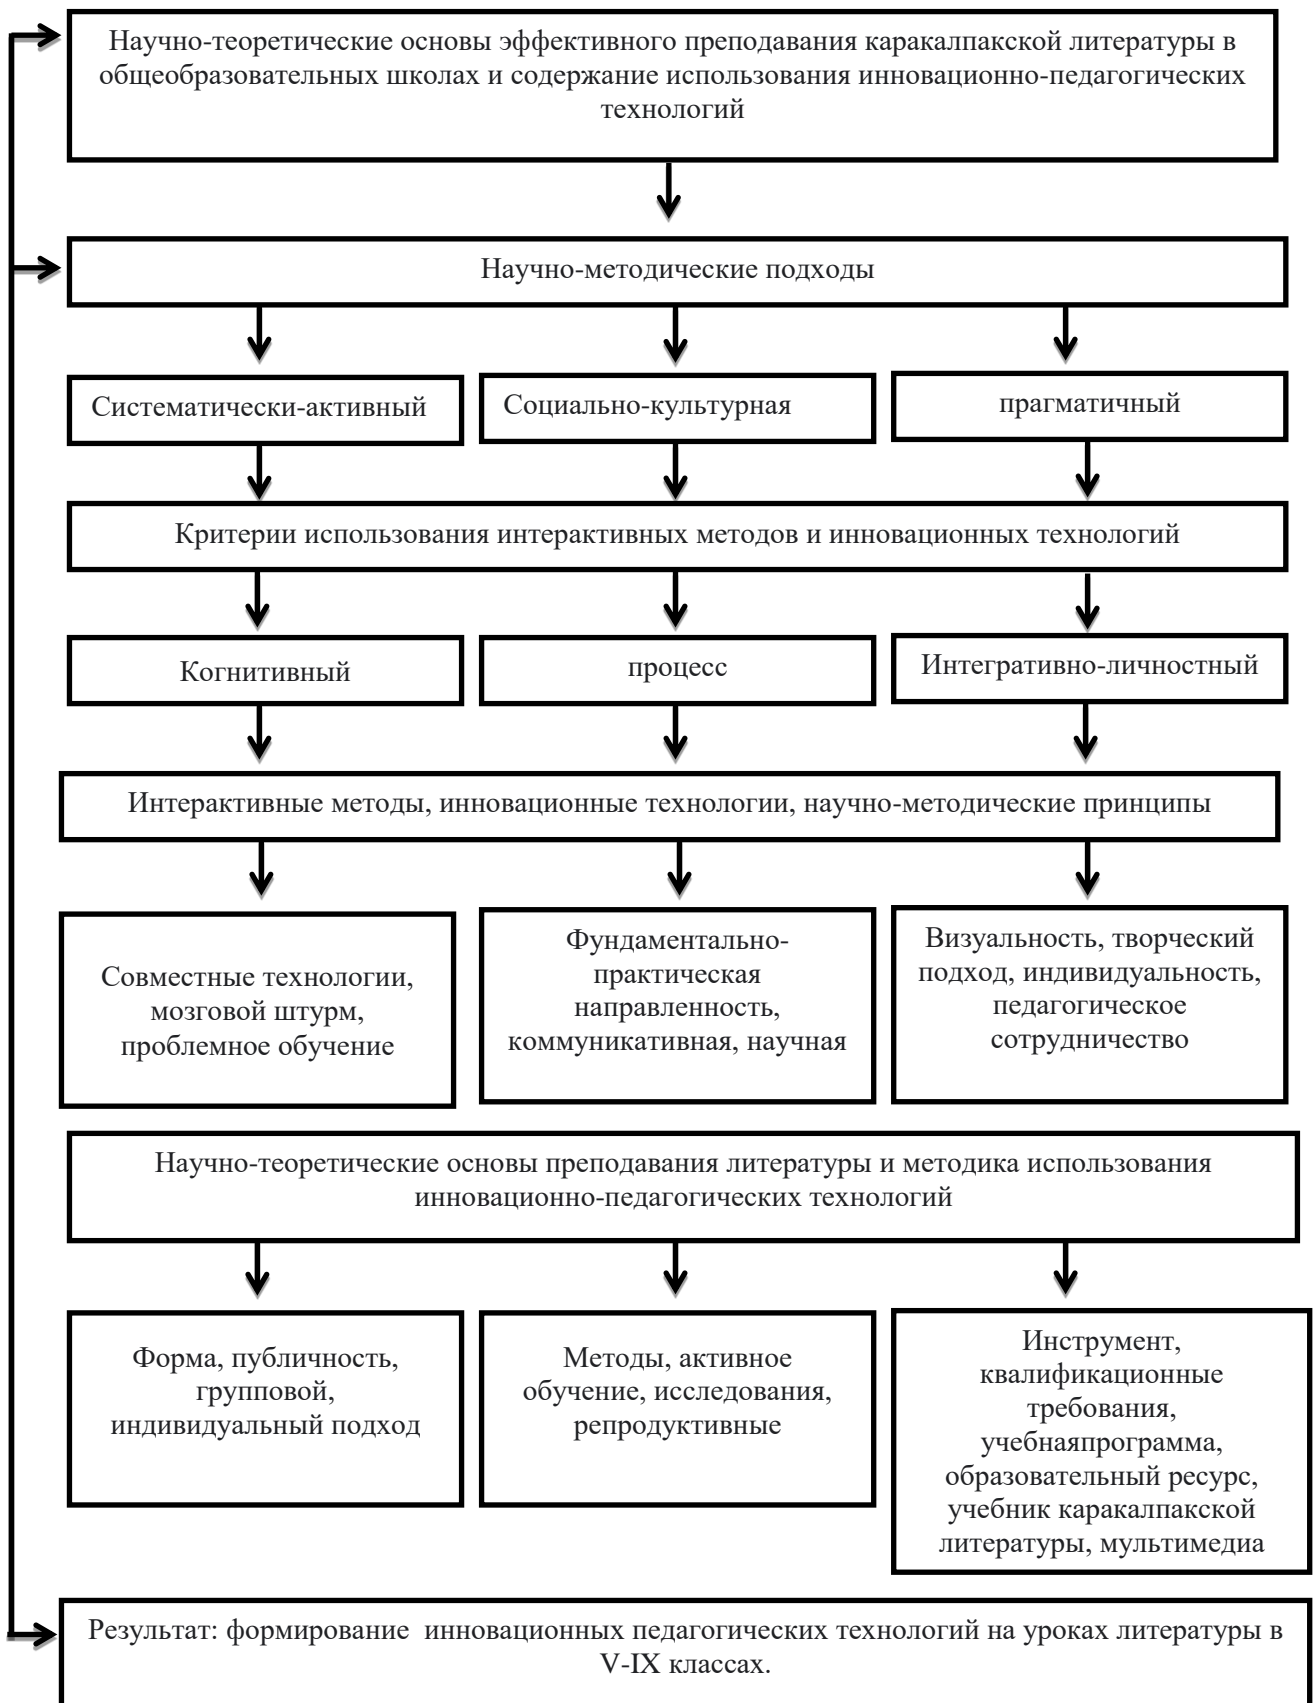 Научно-теоретические основы эффективного преподавания каракалпакской литературы в
общеобразовательных школах и содержание использования инновационно-педагогических
технологий
Научно-методические подходы
Систематически-активный
Социально-культурная
прагматичный
Критерии использования интерактивных методов и инновационных технологий
Когнитивный
процесс
Интегративно-личностный
Интерактивные методы, инновационные технологии, научно-методические принципы
Совместные технологии,
мозговой штурм,
проблемное обучение
Фундаментально-
практическая
направленность,
коммуникативная, научная
Визуальность, творческий
подход, индивидуальность,
педагогическое
сотрудничество
Научно-теоретические основы преподавания литературы и методика использования
инновационно-педагогических технологий
Форма, публичность,
групповой,
индивидуальный подход
Методы, активное
обучение, исследования,
репродуктивные
Инструмент,
квалификационные
требования,
учебнаяпрограмма,
образовательный ресурс,
учебник каракалпакской
литературы, мультимедиа
Результат: формирование  инновационных педагогических технологий на уроках литературы в
V-IX классах.